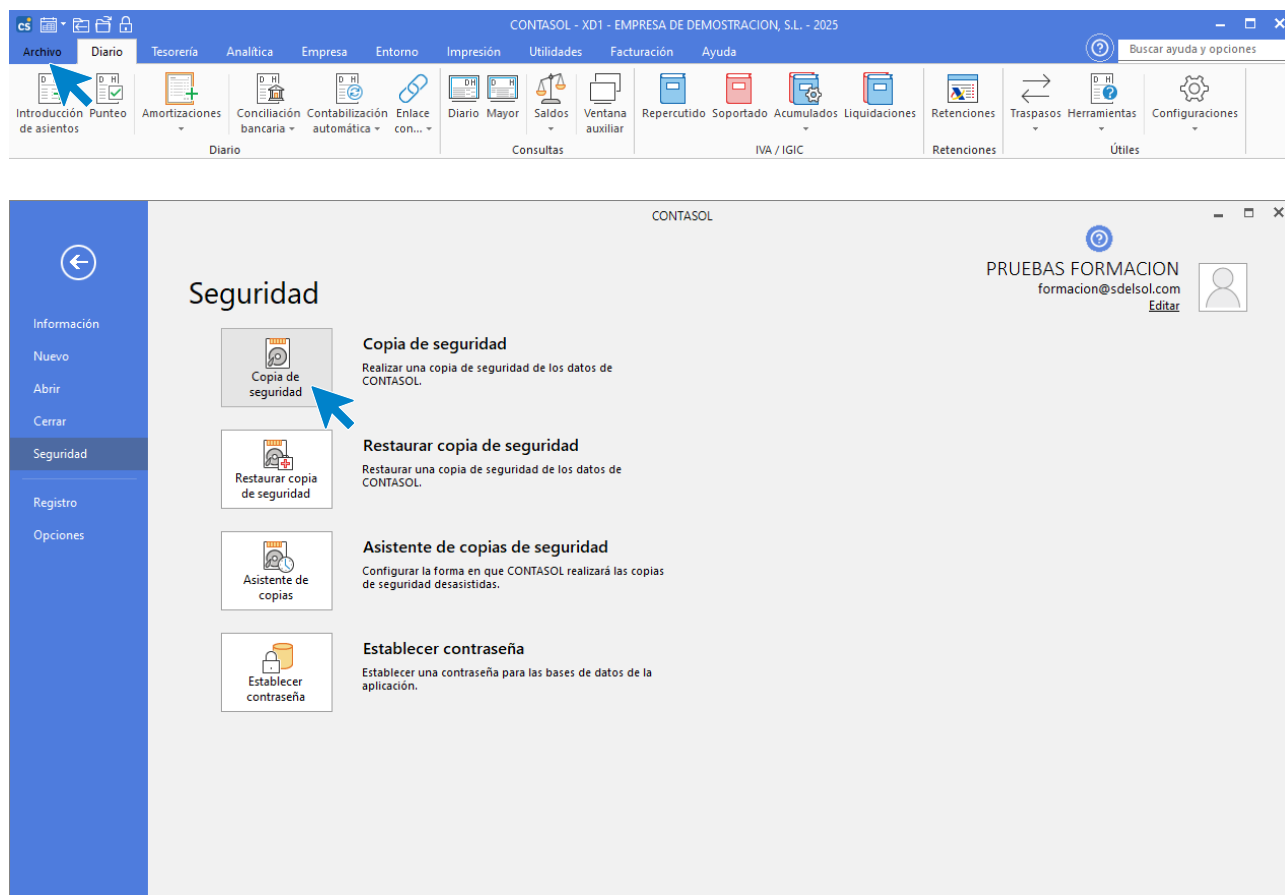 cs
CONTASOL - XD1 - EMPRESA DE DEMOSTRACION, S.L. - 2025
Archivo Diario Tesorería Analítica Empresa Entorno Impresión Utilidades Facturación Ayuda
Buscar ayuda y opciones
Introducción de asientos
Punteo
Amortizaciones
Conciliación bancaria
Contabilización automática
Enlace con...
Diario
Diario
Mayor
Saldos
Ventana auxiliar
Consultas
Repercutido
Soportado
Acumulados
Liquidaciones
IVA / IGIC
Retenciones
Retenciones
Traspasos
Herramientas
Configuraciones
Útiles
CONTASOL
PRUEBAS FORMACION
formacion@sdelsol.com
Editar
Información
Nuevo
Abrir
Cerrar
Seguridad
Registro
Opciones
Seguridad
Copia de
seguridad
Copia de seguridad
Realizar una copia de seguridad de los datos de
CONTASOL.
Restaurar copia
de seguridad
Restaurar copia de seguridad
Restaurar una copia de seguridad de los datos de
CONTASOL.
Asistente de
copias
Asistente de copias de seguridad
Configurar la forma en que CONTASOL realizará las copias
de seguridad desasistidas.
Establecer
contraseña
Establecer contraseña
Establecer una contraseña para las bases de datos de la
aplicación.